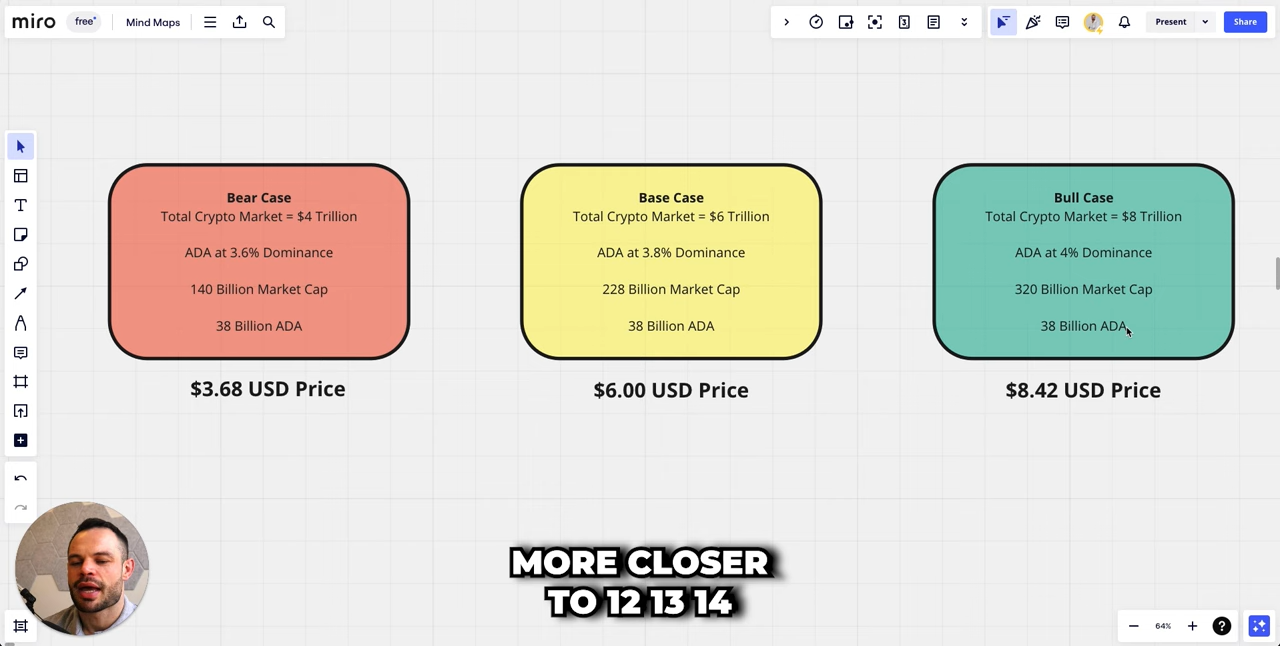 miro free Mind Maps
3
Present
Share
Bear Case
Total Crypto Market = $4 Trillion
ADA at 3.6% Dominance
140 Billion Market Cap
38 Billion ADA
$3.68 USD Price
Base Case
Total Crypto Market = $6 Trillion
ADA at 3.8% Dominance
228 Billion Market Cap
38 Billion ADA
$6.00 USD Price
Bull Case
Total Crypto Market = $8 Trillion
ADA at 4% Dominance
320 Billion Market Cap
38 Billion ADA
$8.42 USD Price
MORE CLOSER
TO 12 13 14
64%